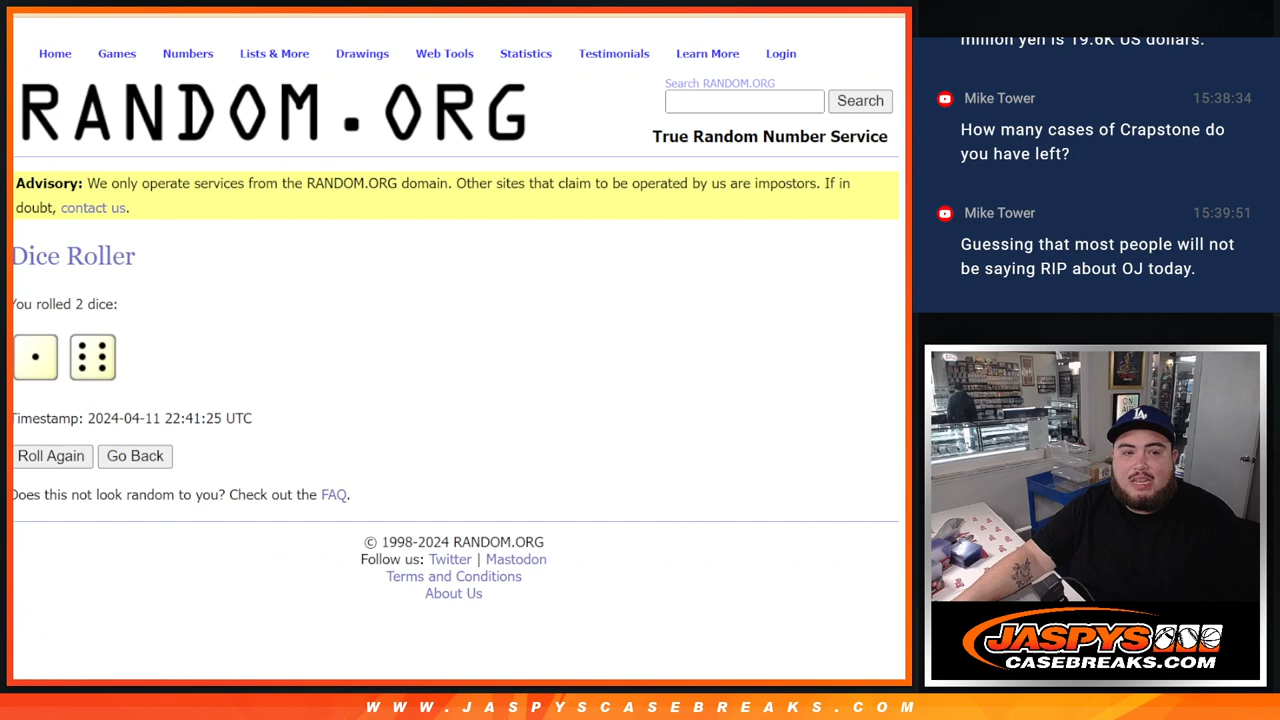 Home Games Numbers Lists & More Drawings Web Tools Statistics Testimonials Learn More Login
RANDOM.ORG
Search RANDOM.ORG
Search
True Random Number Service
Advisory: We only operate services from the RANDOM.ORG domain. Other sites that claim to be operated by us are impostors. If in
doubt, contact us.
Dice Roller
You rolled 2 dice:
Timestamp: 2024-04-11 22:41:25 UTC
Roll Again Go Back
Does this not look random to you? Check out the FAQ.
© 1998-2024 RANDOM.ORG
Follow us: Twitter | Mastodon
Terms and Conditions
About Us
million yen is 19.6K US dollars.
Mike Tower 15:38:34
How many cases of Crapstone do
you have left?
Mike Tower 15:39:51
Guessing that most people will not
be saying RIP about OJ today.
ON
AIR
LA
JASPYS
CASEBREAKS.COM
WWW.JASPYSCASEBREAKS.COM